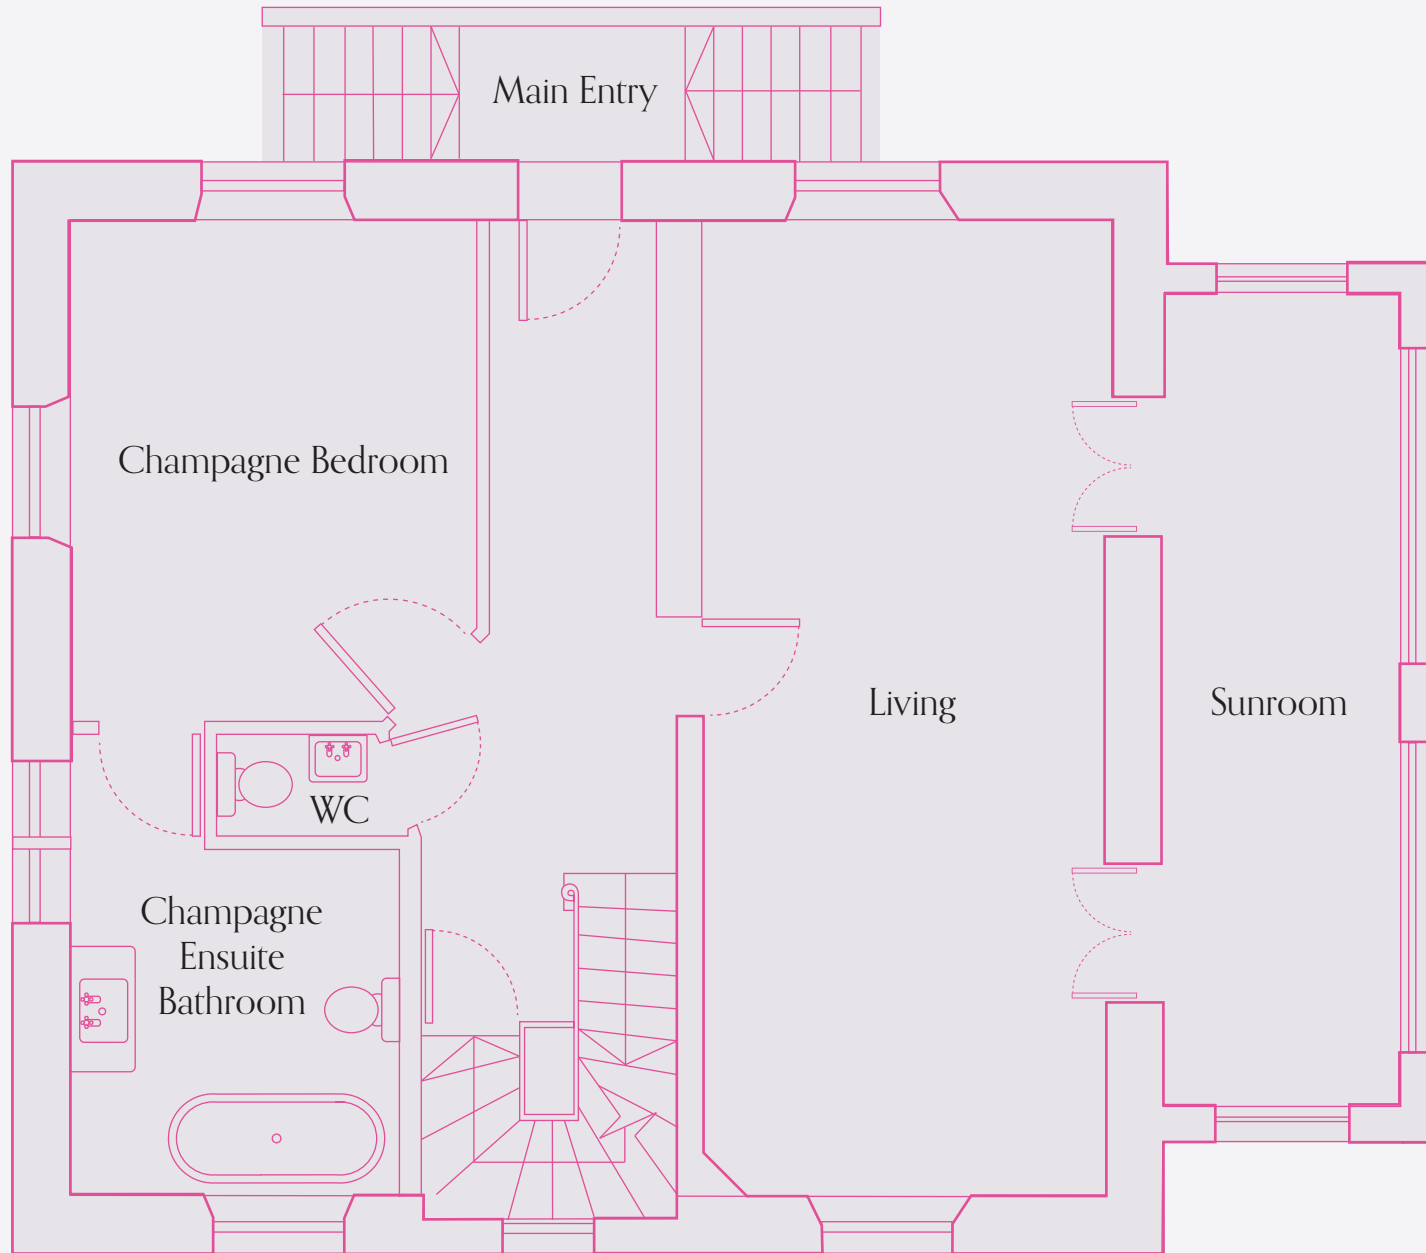 Main Entry
Champagne Bedroom
Living
Sunroom
WC
Champagne
Ensuite
Bathroom